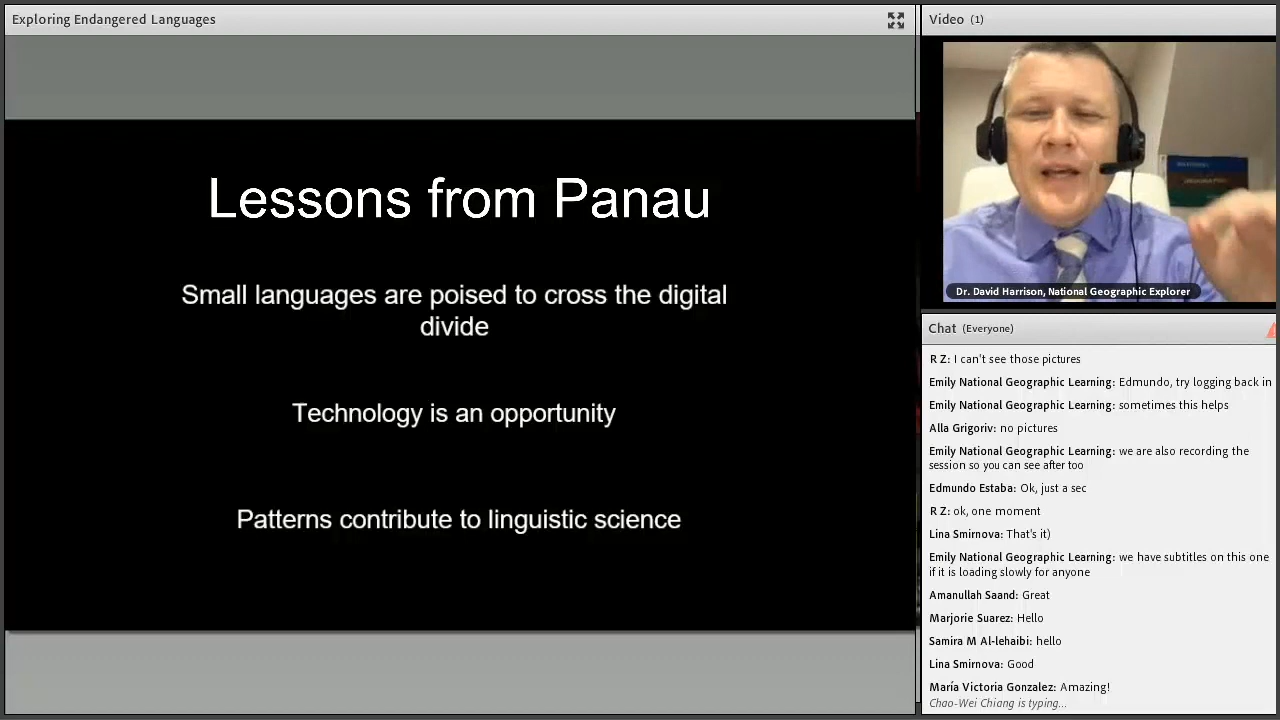 Exploring Endangered Languages
Lessons from Panau
Small languages are poised to cross the digital
divide
Technology is an opportunity
Patterns contribute to linguistic science
Video (1)
Dr. David Harrison, National Geographic Explorer
Chat (Everyone)
R Z: I can't see those pictures
Emily National Geographic Learning: Edmundo, try logging back in
Emily National Geographic Learning: sometimes this helps
Alla Grigoriv: no pictures
Emily National Geographic Learning: we are also recording the
session so you can see after too
Edmundo Estaba: Ok, just a sec
R Z: ok, one moment
Lina Smirnova: That's it)
Emily National Geographic Learning: we have subtitles on this one
if it is loading slowly for anyone
Amanullah Saand: Great
Marjorie Suarez: Hello
Samira M Al-lehaibi: hello
Lina Smirnova: Good
María Victoria Gonzalez: Amazing!
Chao-Wei Chiang is typing...